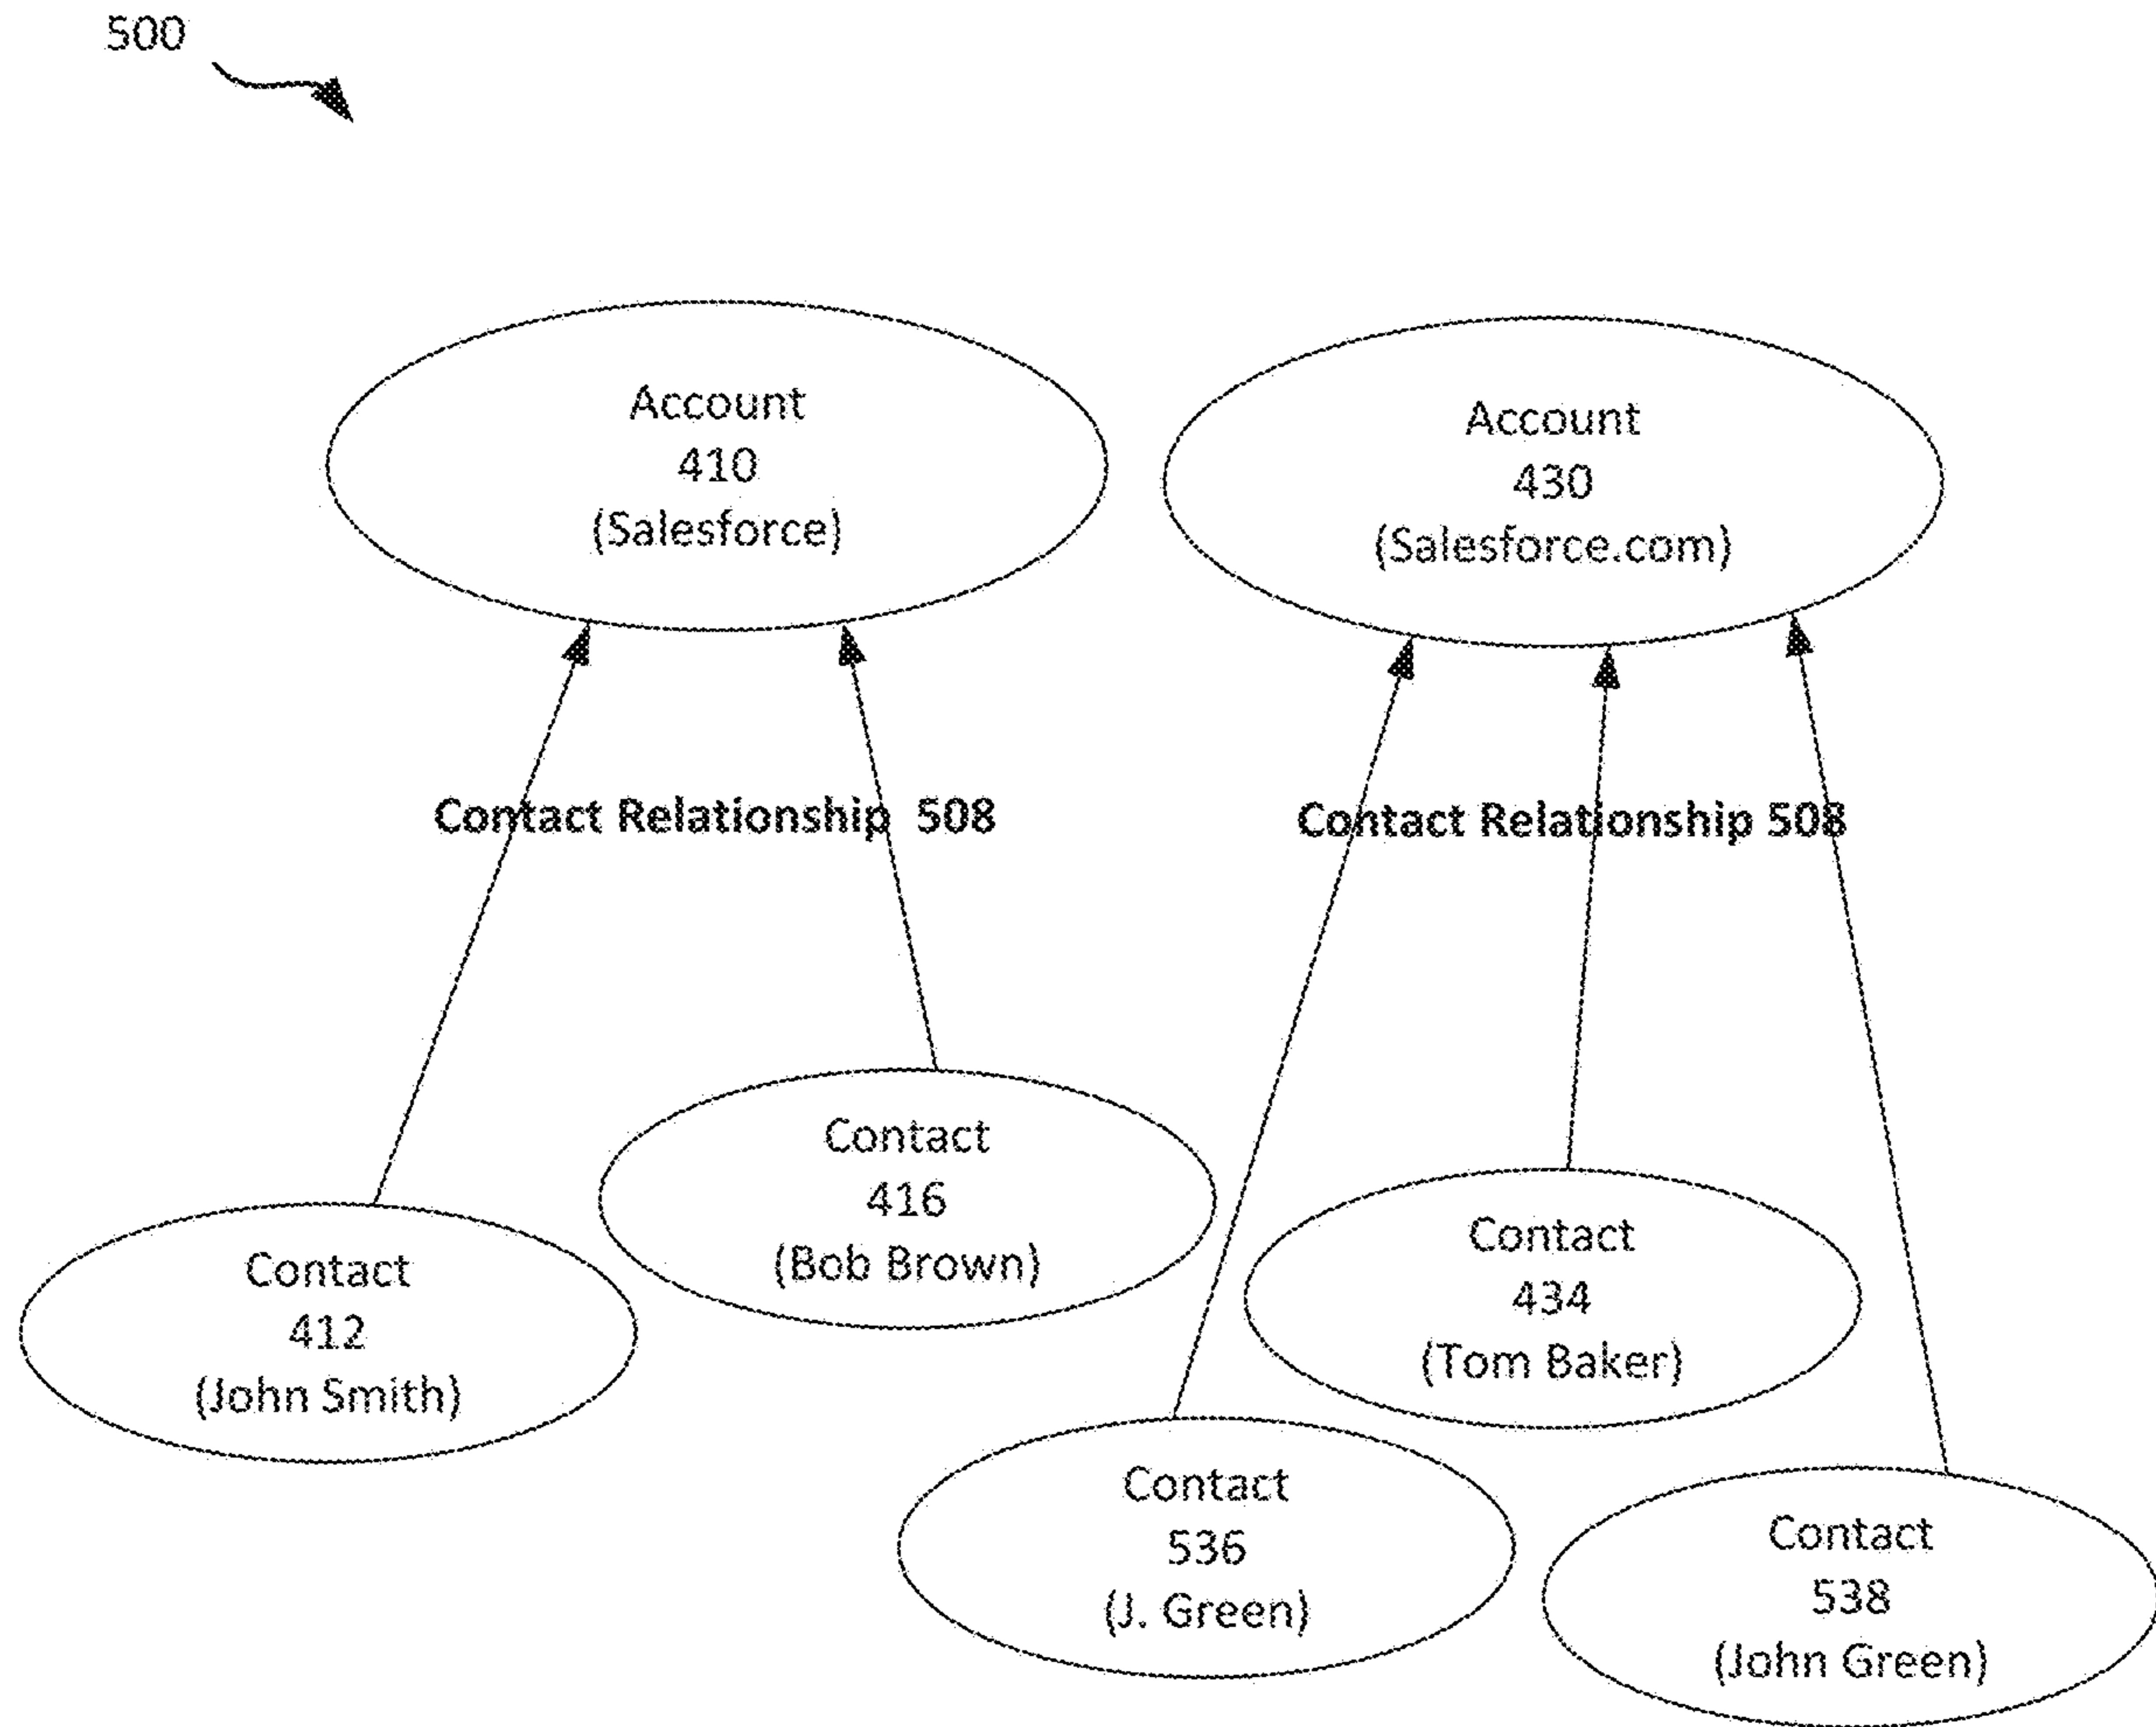 500
Account
410
(Salesforce)
Account
430
(Salesforce.com)
Contact Relationship 508
Contact Relationship 508
Contact
416
(Bob Brown)
Contact
434
(Tom Baker)
Contact
412
(John Smith)
Contact
536
(J. Green)
Contact
538
(John Green)